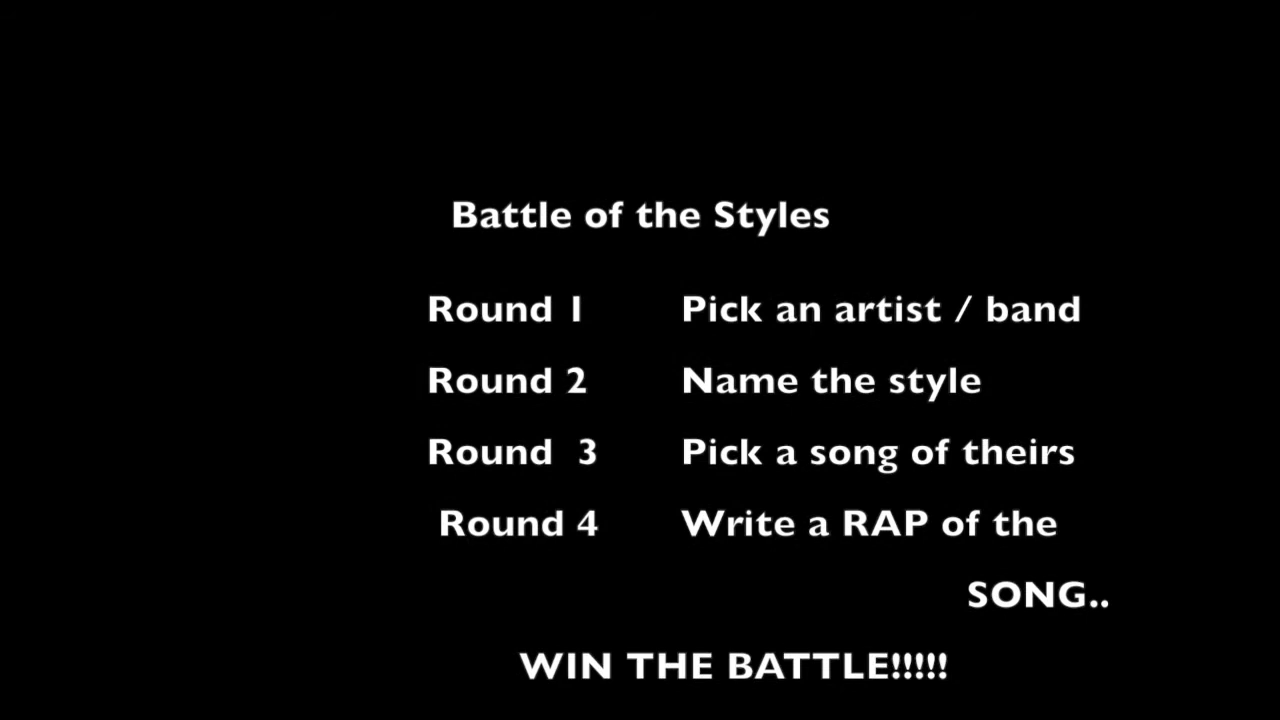 Battle of the Styles
Round 1 Pick an artist / band
Round 2 Name the style
Round 3 Pick a song of theirs
Round 4 Write a RAP of the
SONG..
WIN THE BATTLE!!!!!